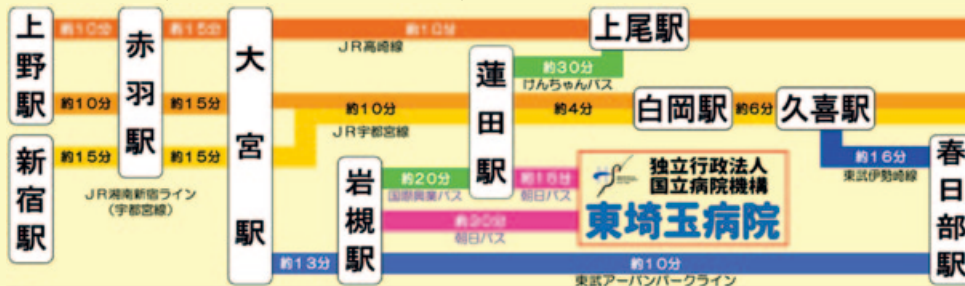 上野駅
約10分
赤羽駅
約15分
大宮駅
約10分
JR高崎線
上尾駅
約30分
けんちゃんバス
蓮田駅
約10分
約15分
約10分
JR宇都宮線
約4分
白岡駅
約6分
久喜駅
新宿駅
約15分
約15分
JR湘南新宿ライン
（宇都宮線）
岩槻駅
約20分
国際興業バス
約15分
朝日バス
独立行政法人
国立病院機構
東埼玉病院
約16分
東武伊勢崎線
春日部駅
朝日バス
約13分
約10分
東武アーバンパークライン